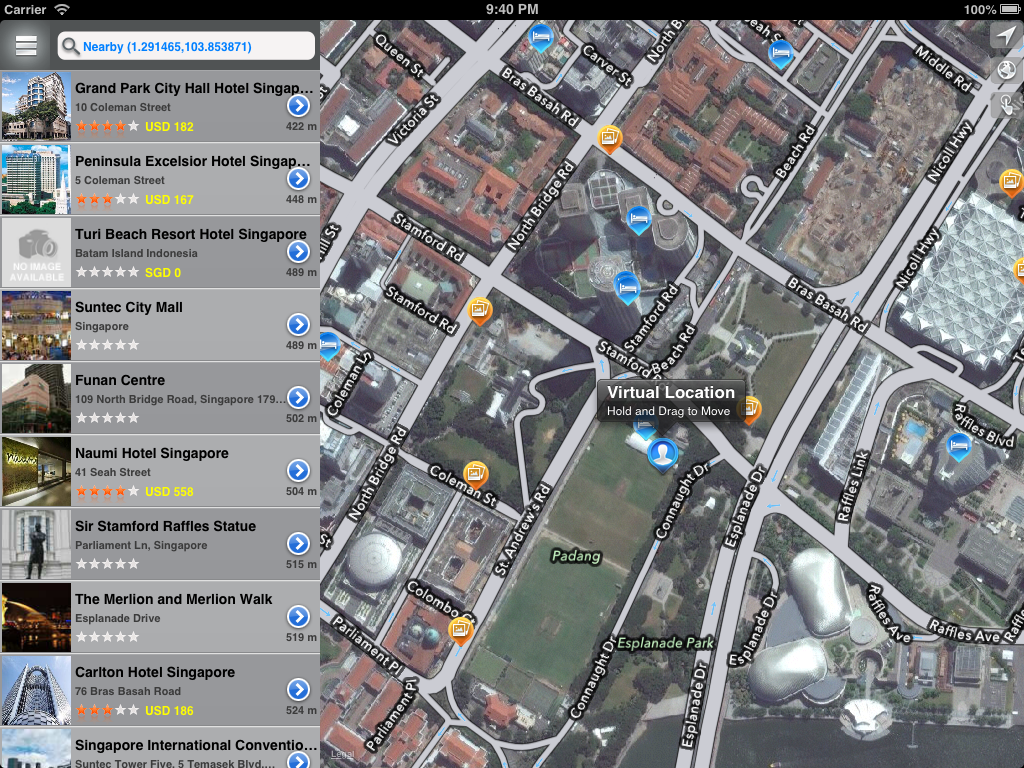 Carrier
9:40 PM
100%
Nearby (1.291465,103.853871)
Grand Park City Hall Hotel Singap...
10 Coleman Street
USD 182
422 m
Peninsula Excelsior Hotel Singap...
5 Coleman Street
USD 167
448 m
Turi Beach Resort Hotel Singapore
Batam Island Indonesia
NO IMAGE
AVAILABLE
SGD 0
489 m
Suntec City Mall
Singapore
489 m
Funan Centre
109 North Bridge Road, Singapore 179...
502 m
Naumi Hotel Singapore
41 Seah Street
USD 558
504 m
Sir Stamford Raffles Statue
Parliament Ln, Singapore
515 m
The Merlion and Merlion Walk
Esplanade Drive
519 m
Carlton Hotel Singapore
76 Bras Basah Road
USD 186
524 m
Singapore International Conventio...
Suntec Tower Five, 5 Temasek Blvd,...
Queen St
Carver St
North B
Seah S
Middle Rd
Victoria St
Bras Basah Rd
Beach Rd
Nicoll Hwy
North Bridge Rd
Stamford Rd
Hill St
Nicoll Hwy
Stamford Rd
Stamford Rd
Bras Basah Rd
Stamford Rd
Beach Rd
Coleman Ln
Virtual Location
Hold and Drag to Move
Raffles Blvd
North Bridge Rd
Coleman St
St. Andrew's Rd
Connaught Dr
Esplanade Dr
Raffles Link
Padang
Colombo Ct
Parliament Pl
Esplanade Park
Esplanade Dr
Raffles Ave
Raffles Ave
Raffl
Connaught Dr
Parliament Pl
Esplanade Dr
Legal